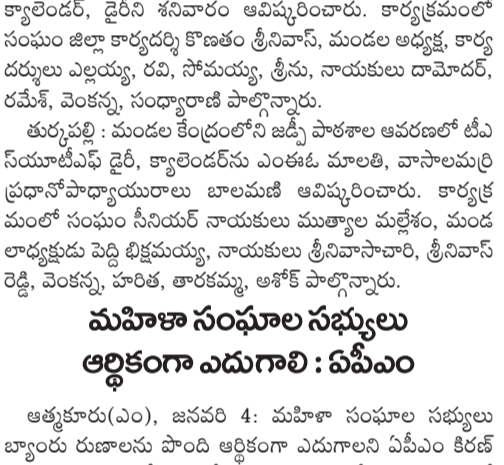 క్యాలెండర్, డైరీని శనివారం ఆవిష్కరించారు. కార్యక్రమంలో
సంఘం జిల్లా కార్యదర్శి కొణతం శ్రీనివాస్, మండల అధ్యక్ష, కార్య
దర్శులు ఎల్లయ్య, రవి, సోమయ్య, శ్రీను, నాయకులు దామోదర్,
రమేశ్, వెంకన్న, సంధ్యారాణి పాల్గొన్నారు.
తుర్కపల్లి : మండల కేంద్రంలోని జడ్పీ పాఠశాల ఆవరణలో టీఎ
స్‌యూటీఎఫ్ డైరీ, క్యాలెండర్‌ను ఎంఈఓ మాలతి, వాసాలమర్రి
ప్రధానోపాధ్యాయురాలు బాలమణి ఆవిష్కరించారు. కార్యక్ర
మంలో సంఘం సీనియర్ నాయకులు ముత్యాల మల్లేశం, మండ
లాధ్యక్షుడు పెద్ది భిక్షమయ్య, నాయకులు శ్రీనివాసాచారి, శ్రీనివాస్
రెడ్డి, వెంకన్న, హరిత, తారకమ్మ, అశోక్ పాల్గొన్నారు.
మహిళా సంఘాల సభ్యులు
ఆర్థికంగా ఎదుగాలి : ఏపీఎం
ఆత్మకూరు(ఎం), జనవరి 4: మహిళా సంఘాల సభ్యులు
బ్యాంరు రుణాలను పొంది ఆర్థికంగా ఎదుగాలని ఏపీఎం కిరణ్